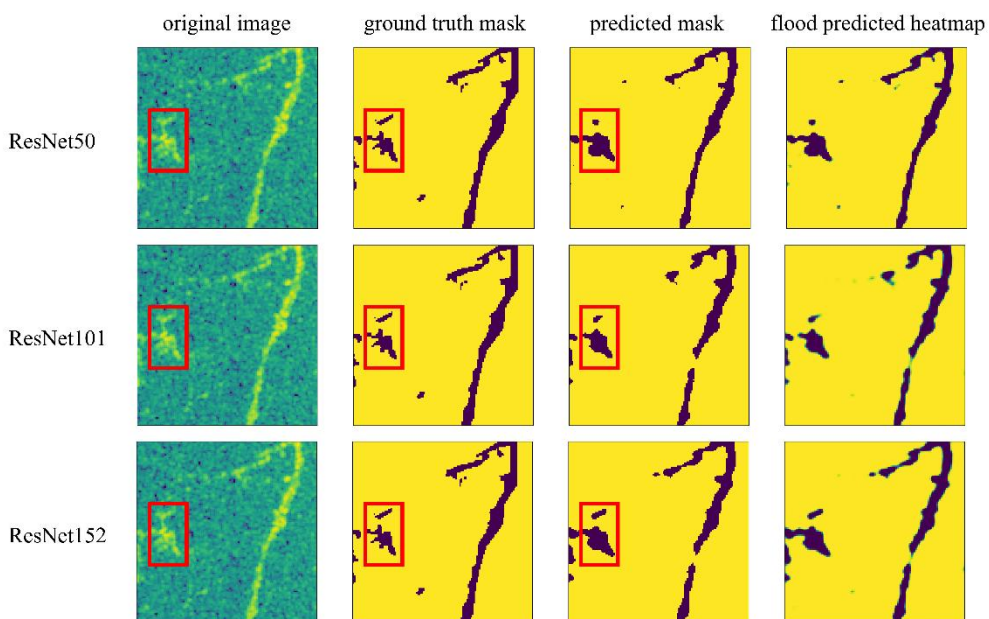 original image ground truth mask predicted mask flood predicted heatmap
ResNet50
ResNet101
ResNet152